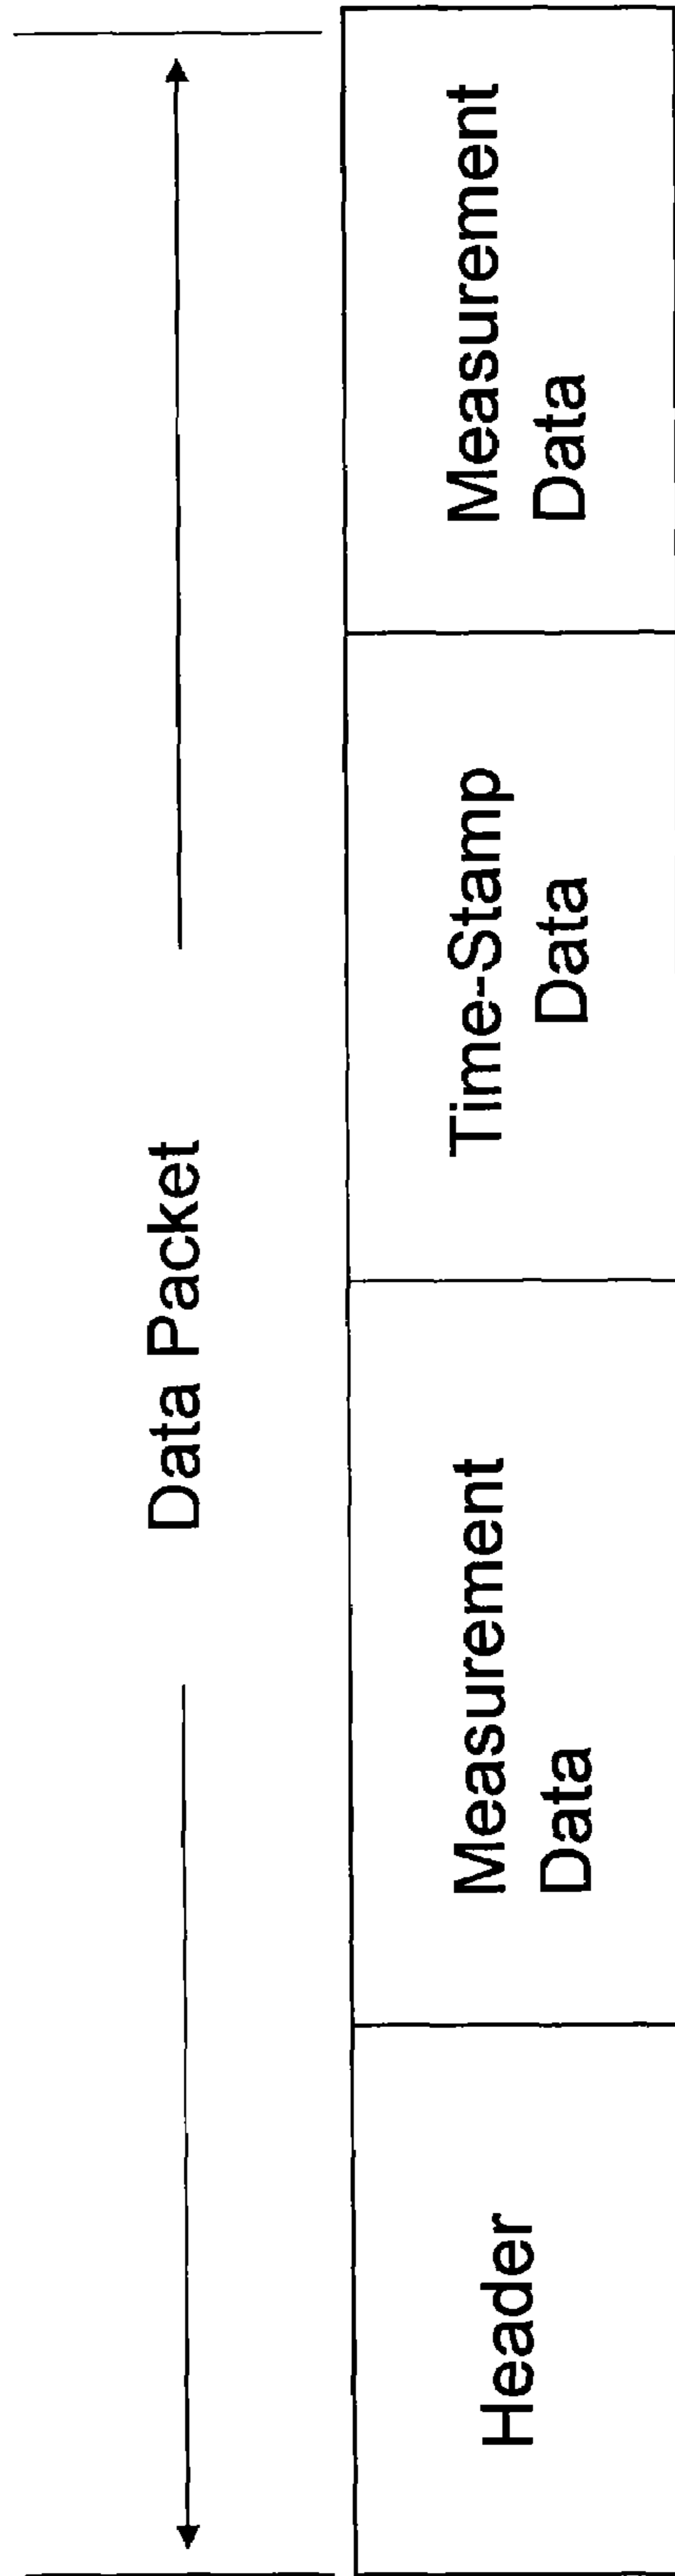 Data Packet
Header
Measurement
Data
Time-Stamp
Data
Measurement
Data